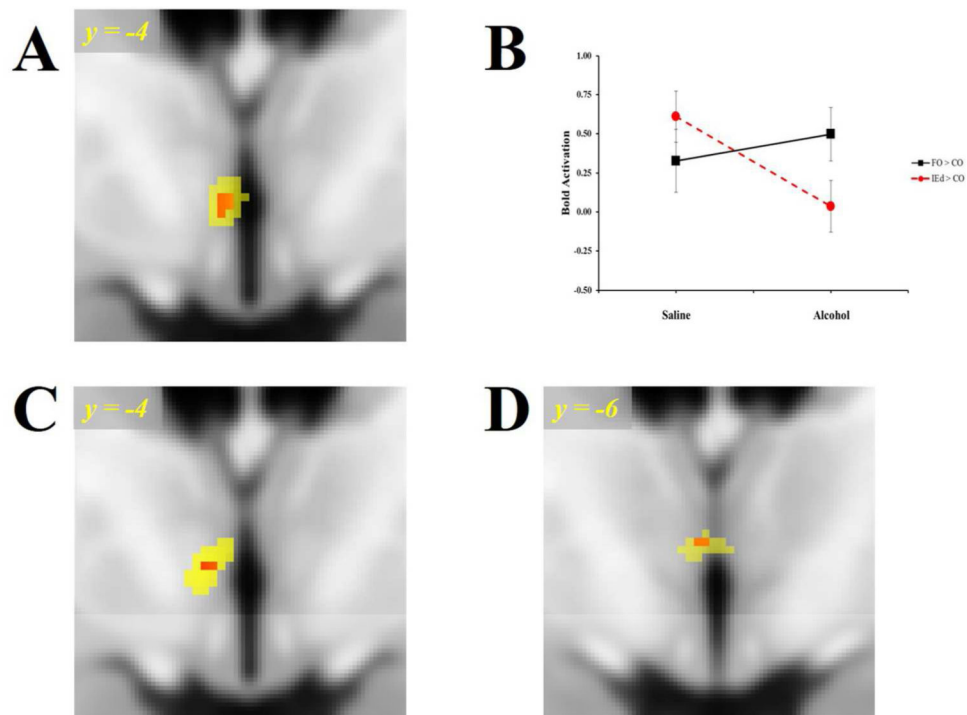 A
y = -4
B
1.00
0.75
0.50
0.25
0.00
-0.25
-0.50
Bold Activation
Saline
Alcohol
FO > CO
IEd > CO
C
y = -4
D
y = -6